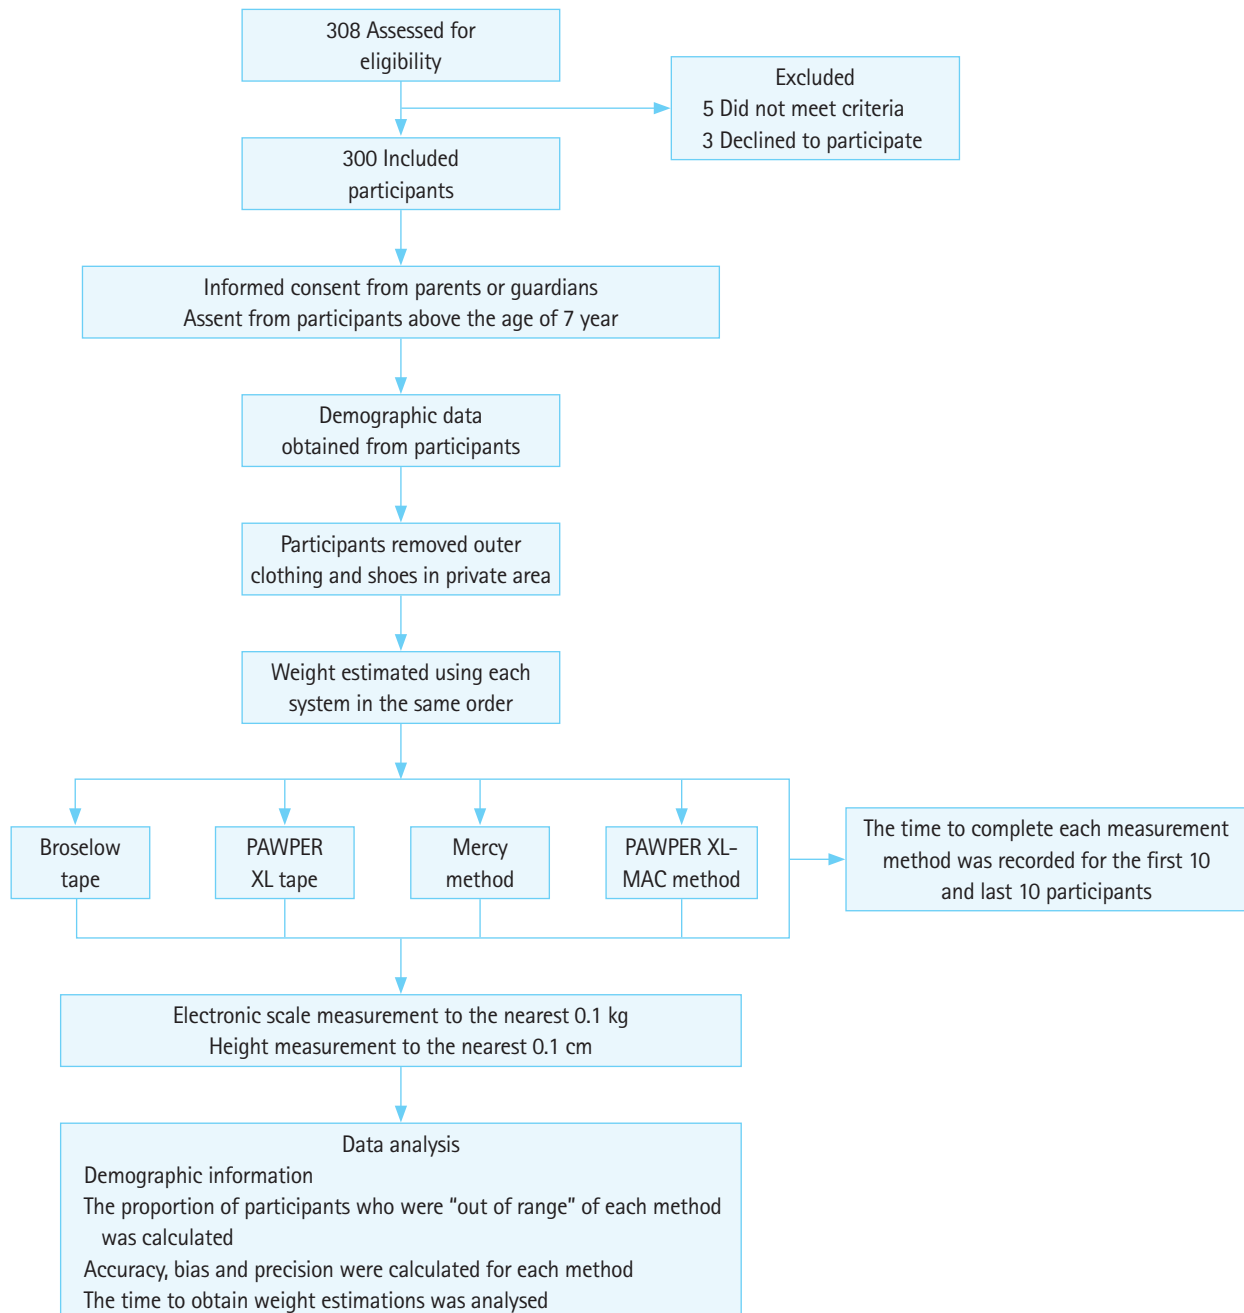 308 Assessed for
eligibility
Excluded
5 Did not meet criteria
3 Declined to participate
300 Included
participants
Informed consent from parents or guardians
Assent from participants above the age of 7 year
Demographic data
obtained from participants
Participants removed outer
clothing and shoes in private area
Weight estimated using each
system in the same order
Broselow
tape
PAWPER
XL tape
Mercy
method
PAWPER XL-
MAC method
The time to complete each measurement
method was recorded for the first 10
and last 10 participants
Electronic scale measurement to the nearest 0.1 kg
Height measurement to the nearest 0.1 cm
Data analysis
Demographic information
The proportion of participants who were “out of range” of each method
was calculated
Accuracy, bias and precision were calculated for each method
The time to obtain weight estimations was analysed